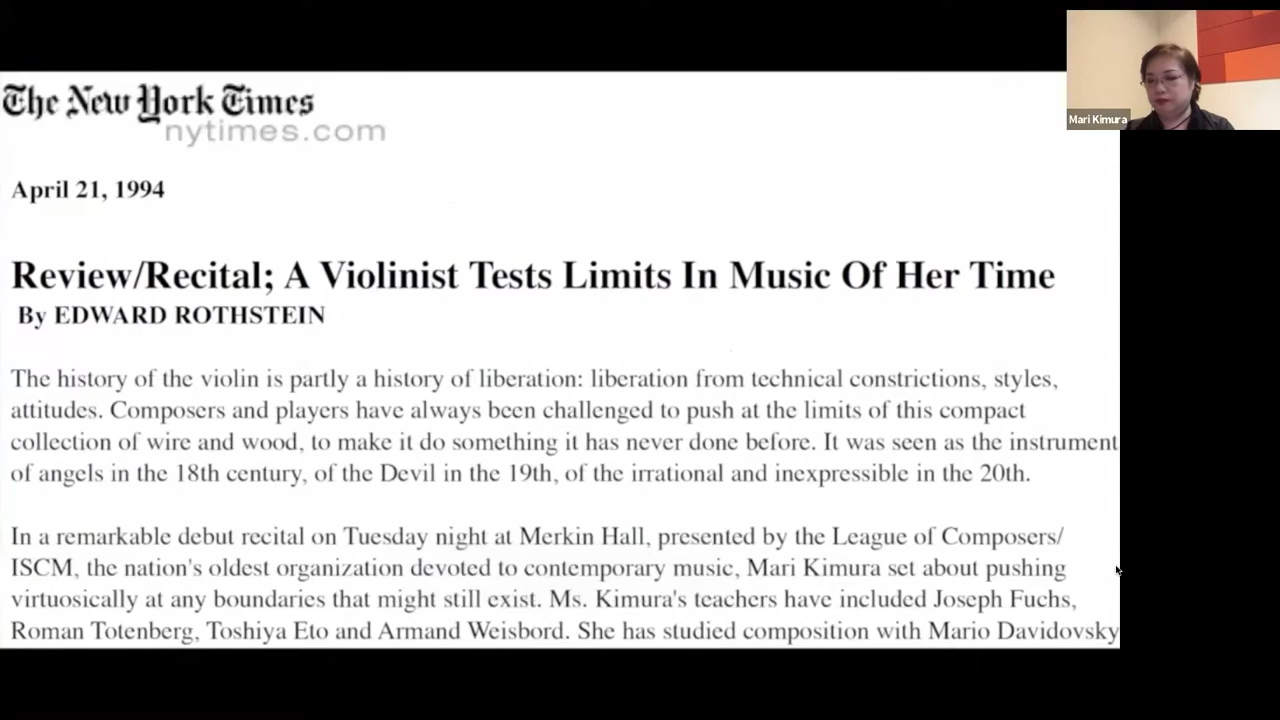 The New York Times
nytimes.com
Mari Kimura
April 21, 1994
Review/Recital; A Violinist Tests Limits In Music Of Her Time
By EDWARD ROTHSTEIN
The history of the violin is partly a history of liberation: liberation from technical constrictions, styles,
attitudes. Composers and players have always been challenged to push at the limits of this compact
collection of wire and wood, to make it do something it has never done before. It was seen as the instrument
of angels in the 18th century, of the Devil in the 19th, of the irrational and inexpressible in the 20th.
In a remarkable debut recital on Tuesday night at Merkin Hall, presented by the League of Composers/
ISCM, the nation's oldest organization devoted to contemporary music, Mari Kimura set about pushing
virtuosically at any boundaries that might still exist. Ms. Kimura's teachers have included Joseph Fuchs,
Roman Totenberg, Toshiya Eto and Armand Weisbord. She has studied composition with Mario Davidovsky